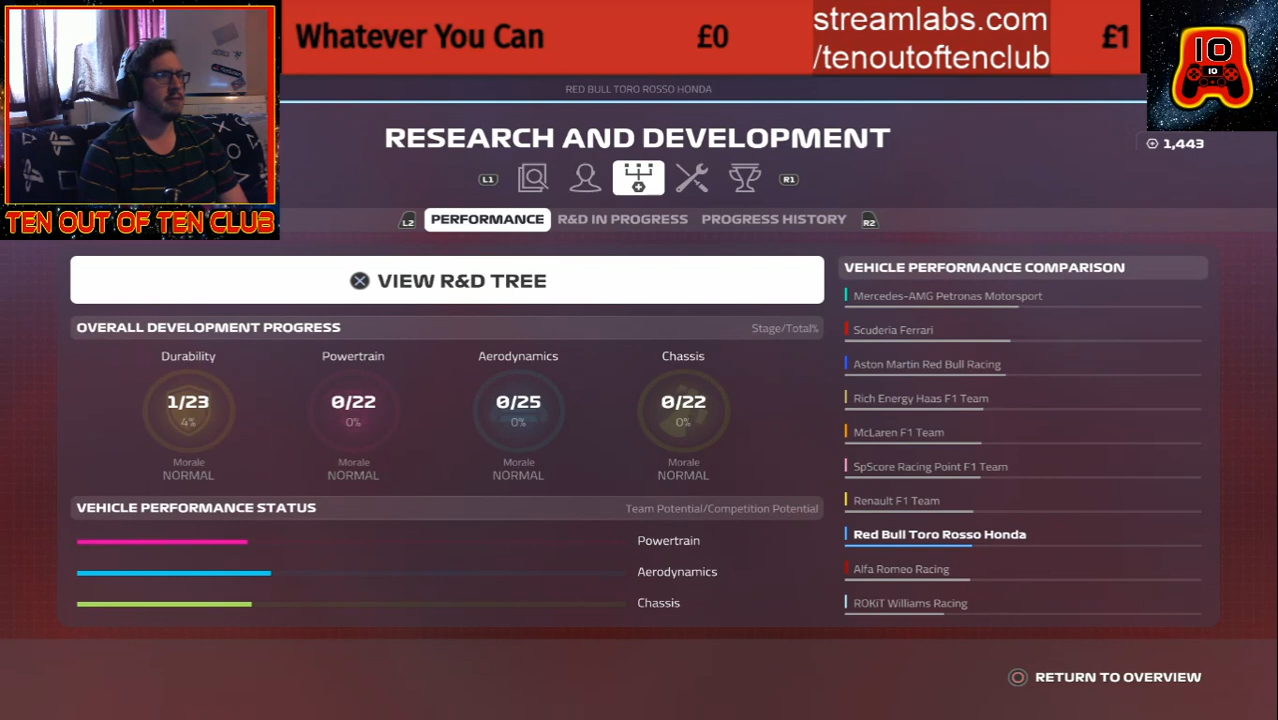 Whatever You Can £0 streamlabs.com £1
/tenoutoftenclub
IO
IO
TEN OUT OF TEN CLUB
RED BULL TORO ROSSO HONDA
RESEARCH AND DEVELOPMENT
1,443
L1 R1
L2 PERFORMANCE R&D IN PROGRESS PROGRESS HISTORY R2
VIEW R&D TREE
OVERALL DEVELOPMENT PROGRESS Stage/Total%
Durability Powertrain Aerodynamics Chassis
1/23 0/22 0/25 0/22
4% 0% 0% 0%
Morale Morale Morale Morale
NORMAL NORMAL NORMAL NORMAL
VEHICLE PERFORMANCE STATUS Team Potential/Competition Potential
Powertrain
Aerodynamics
Chassis
VEHICLE PERFORMANCE COMPARISON
Mercedes-AMG Petronas Motorsport
Scuderia Ferrari
Aston Martin Red Bull Racing
Rich Energy Haas F1 Team
McLaren F1 Team
SpScore Racing Point F1 Team
Renault F1 Team
Red Bull Toro Rosso Honda
Alfa Romeo Racing
ROKiT Williams Racing
RETURN TO OVERVIEW